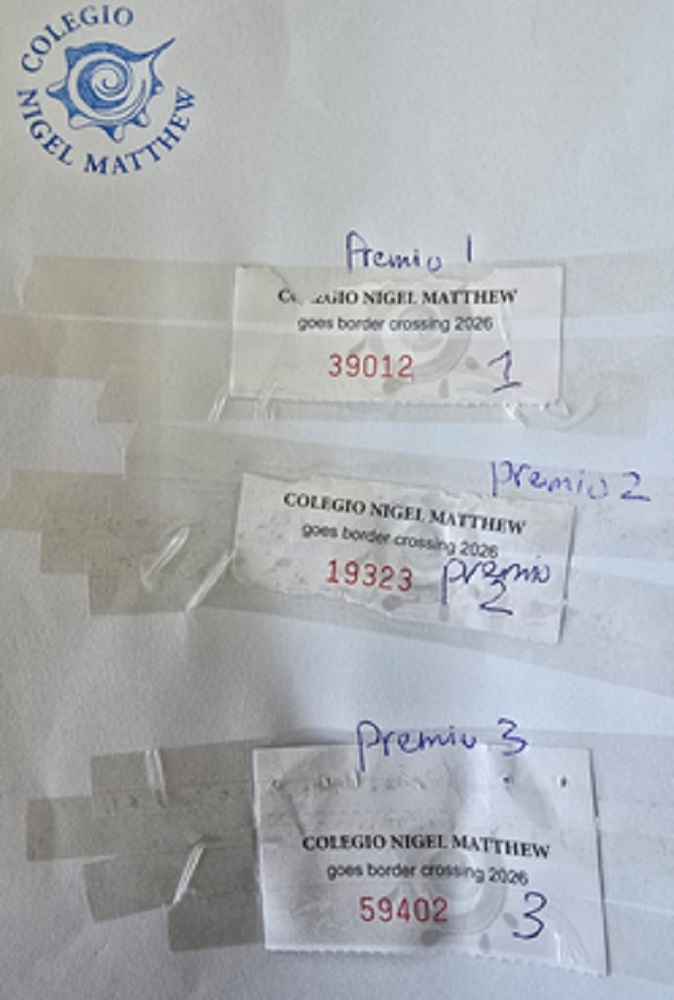 COLEGIO
NIGEL MATTHEW
Premio 1
NIGEL MATTHEW
goes border crossing 2026
39012 1
premio 2
COLEGIO NIGEL MATTHEW
goes border crossing 2026
19323 premio
2
premio 3
COLEGIO NIGEL MATTHEW
goes border crossing 2026
59402 3